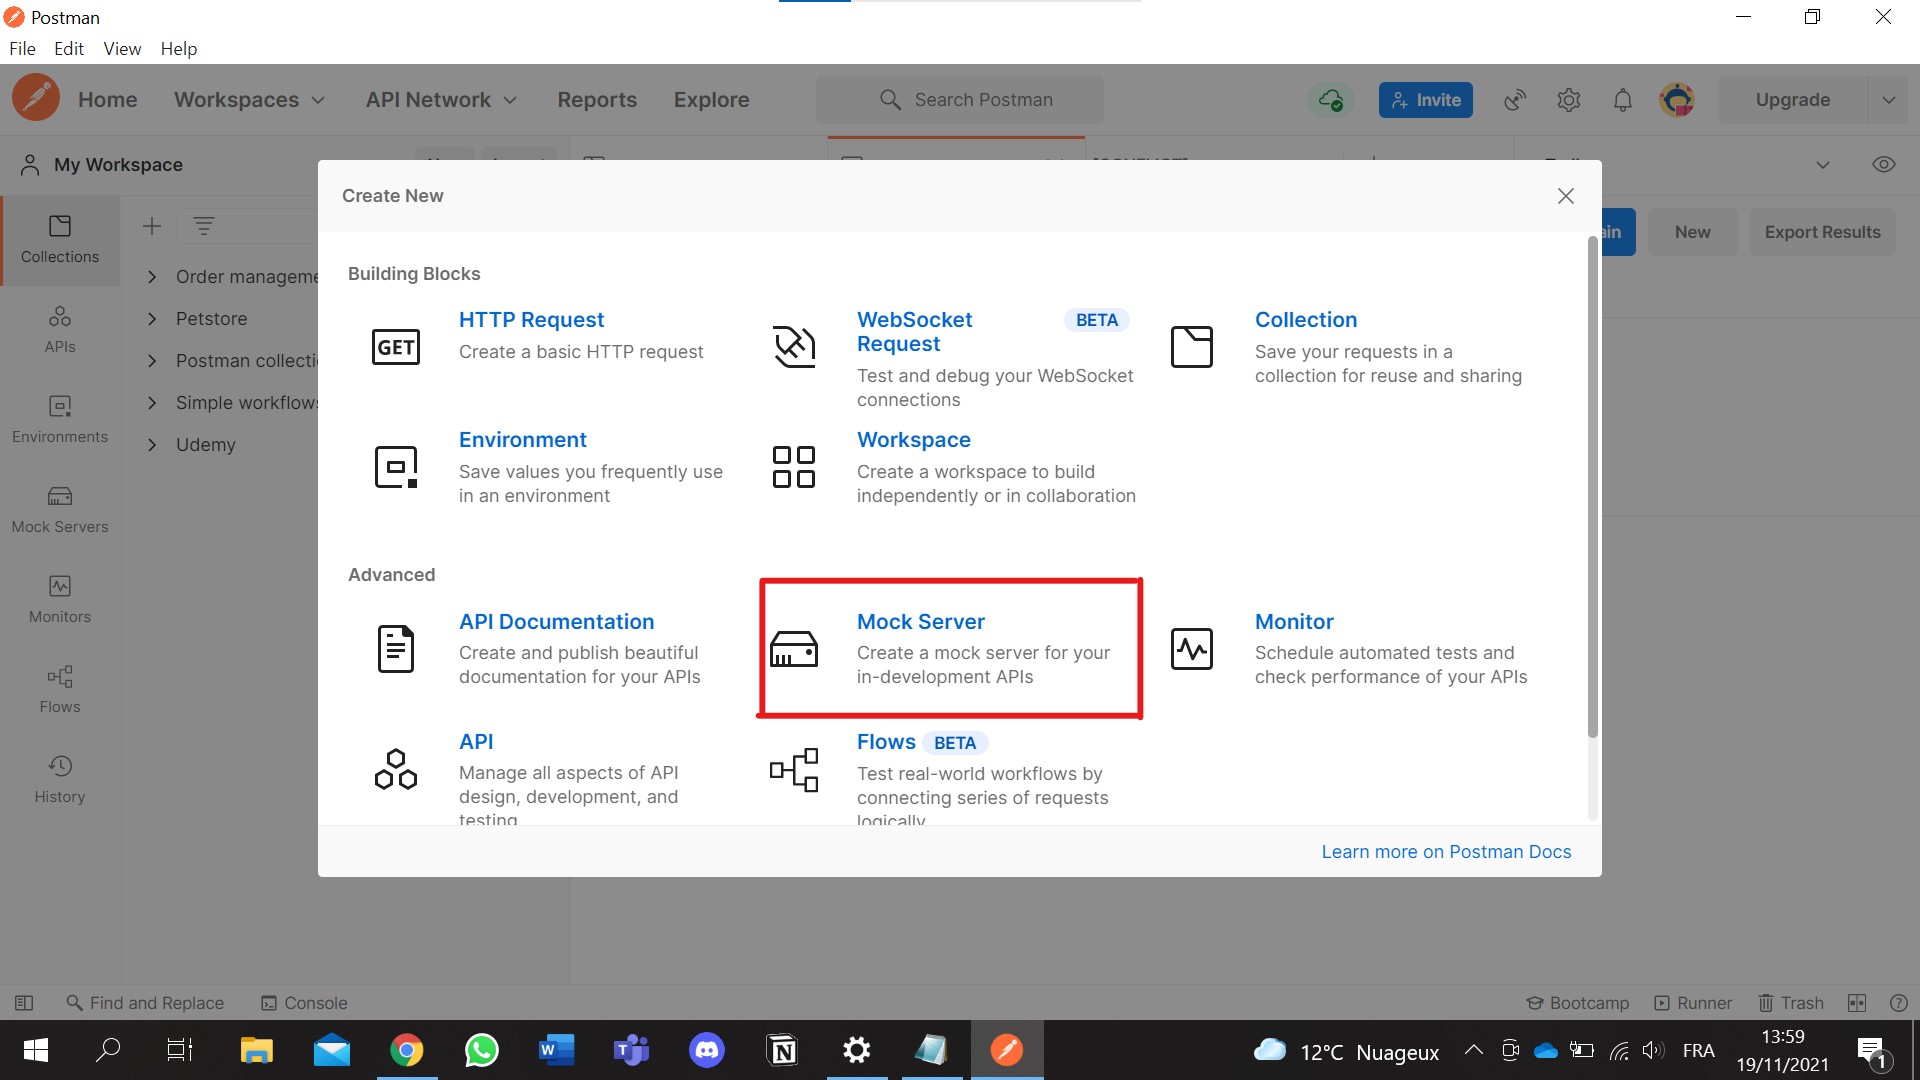 Postman
File Edit View Help
Home Workspaces API Network Reports Explore Search Postman Invite Upgrade
My Workspace
Create New
Collections
Order manageme
New Export Results
Building Blocks
HTTP Request
Create a basic HTTP request
GET
WebSocket BETA
Request
Test and debug your WebSocket
connections
Collection
Save your requests in a
collection for reuse and sharing
APIs
Petstore
Postman collecti
Simple workflow
Udemy
Environments
Environment
Save values you frequently use
in an environment
Workspace
Create a workspace to build
independently or in collaboration
Mock Servers
Advanced
API Documentation
Create and publish beautiful
documentation for your APIs
Mock Server
Create a mock server for your
in-development APIs
Monitor
Schedule automated tests and
check performance of your APIs
Monitors
Flows
API
Manage all aspects of API
design, development, and
testing
Flows BETA
Test real-world workflows by
connecting series of requests
logically
History
Learn more on Postman Docs
Find and Replace Console Bootcamp Runner Trash
12°C Nuageux FRA 13:59
19/11/2021
1